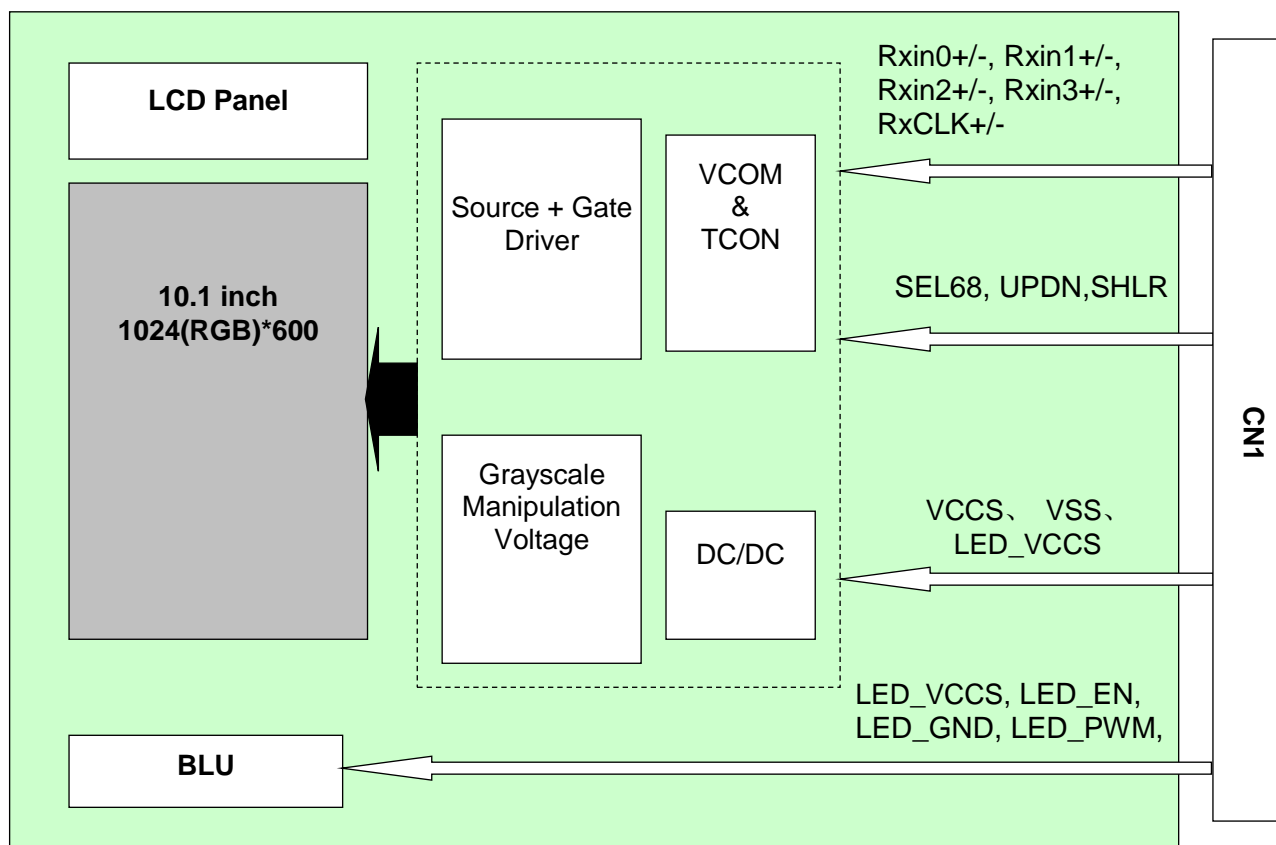 LCD Panel
10.1 inch
1024(RGB)*600
Source + Gate
Driver
VCOM
&
TCON
Grayscale
Manipulation
Voltage
DC/DC
BLU
Rxin0+/-, Rxin1+/-,
Rxin2+/-, Rxin3+/-,
RxCLK+/-
SEL68, UPDN,SHLR
VCCS、 VSS、
LED_VCCS
LED_VCCS, LED_EN,
LED_GND, LED_PWM,
CN1